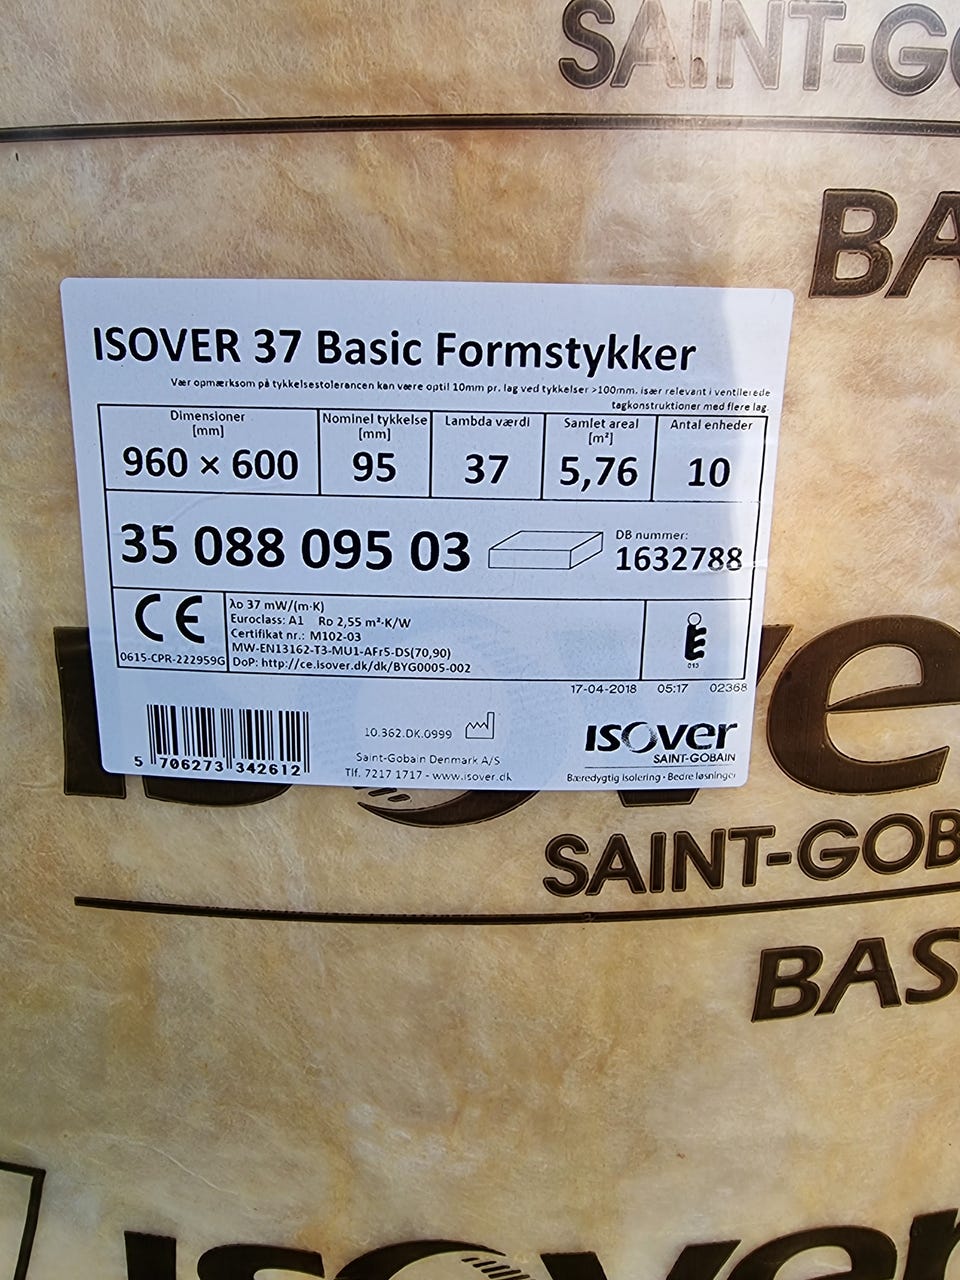 SAINT-G
BA
ISOVER 37 Basic Formstykker
Vær opmærksom på tykkelsestolerancen kan være optil 10mm pr. lag ved tykkelser >100mm. især relevant i ventilerede
tagkonstruktioner med flere lag.
Dimensioner [mm] 960 × 600
Nominel tykkelse [mm] 95
Lambda værdi 37
Samlet areal [m²] 5,76
Antal enheder 10
35 088 095 03
DB nummer:
1632788
CE
0615-CPR-222959G
λD 37 mW/(m·K)
Euroclass: A1 RD 2,55 m²·K/W
Certifikat nr.: M102-03
MW-EN13162-T3-MU1-AFr5-DS(70,90)
DoP: http://ce.isover.dk/dk/BYG0005-002
013
17-04-2018 05:17 02368
5 706273 342612
10.362.DK.0999
Saint-Gobain Denmark A/S
Tlf. 7217 1717 - www.isover.dk
isover
SAINT-GOBAIN
Bæredygtig isolering · Bedre løsninger
isove
SAINT-GOB
BAS
isover